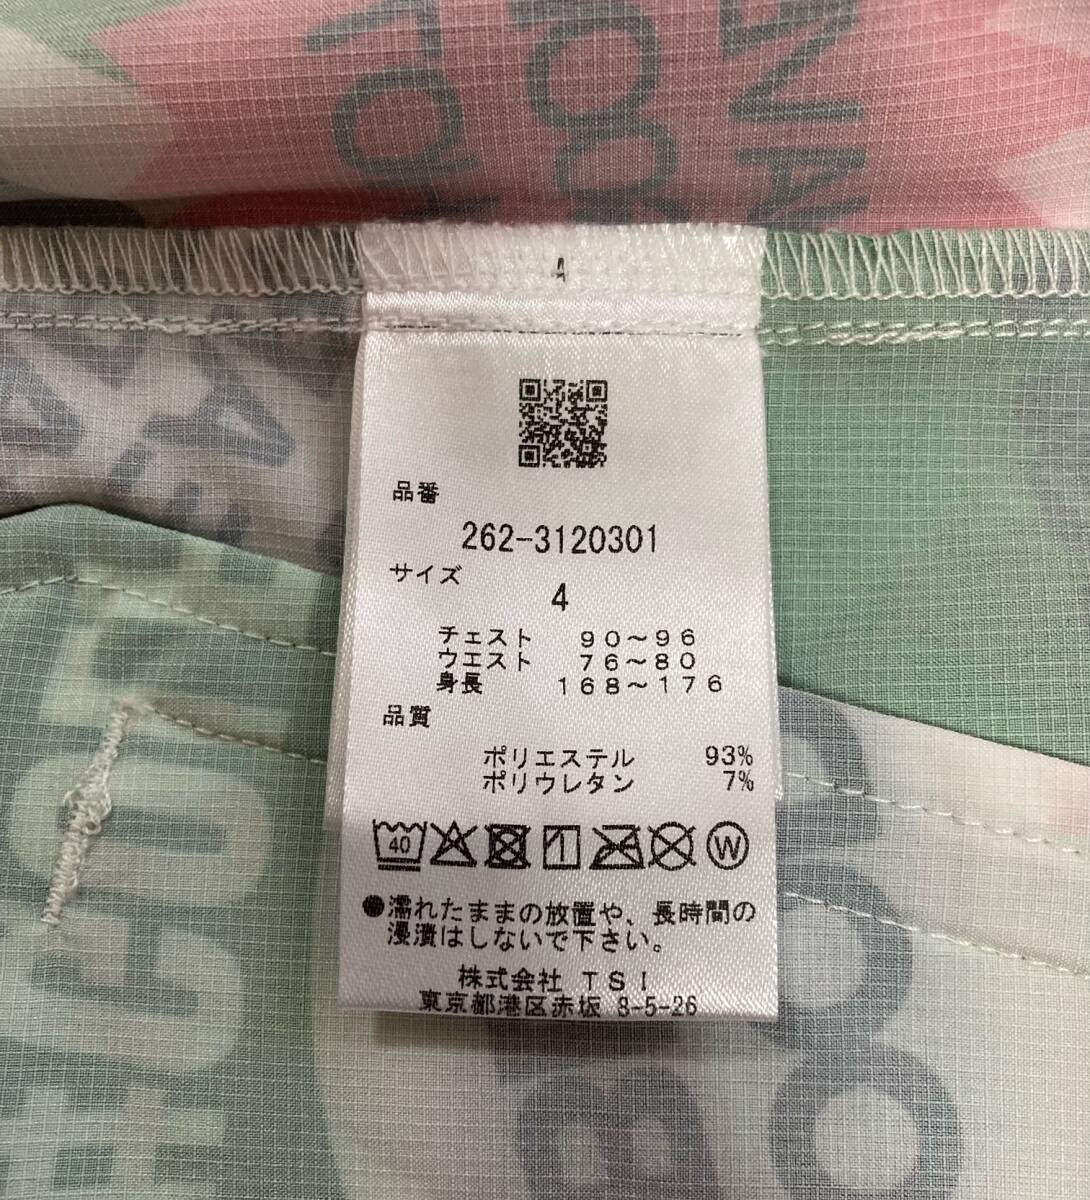 A
品番
262-3120301
サイズ
4
チェスト 90～96
ウエスト 76～80
身長 168～176
品質
ポリエステル 93%
ポリウレタン 7%
40
W
●濡れたままの放置や、長時間の
浸漬はしないで下さい。
株式会社 TSI
東京都港区赤坂 8-5-26